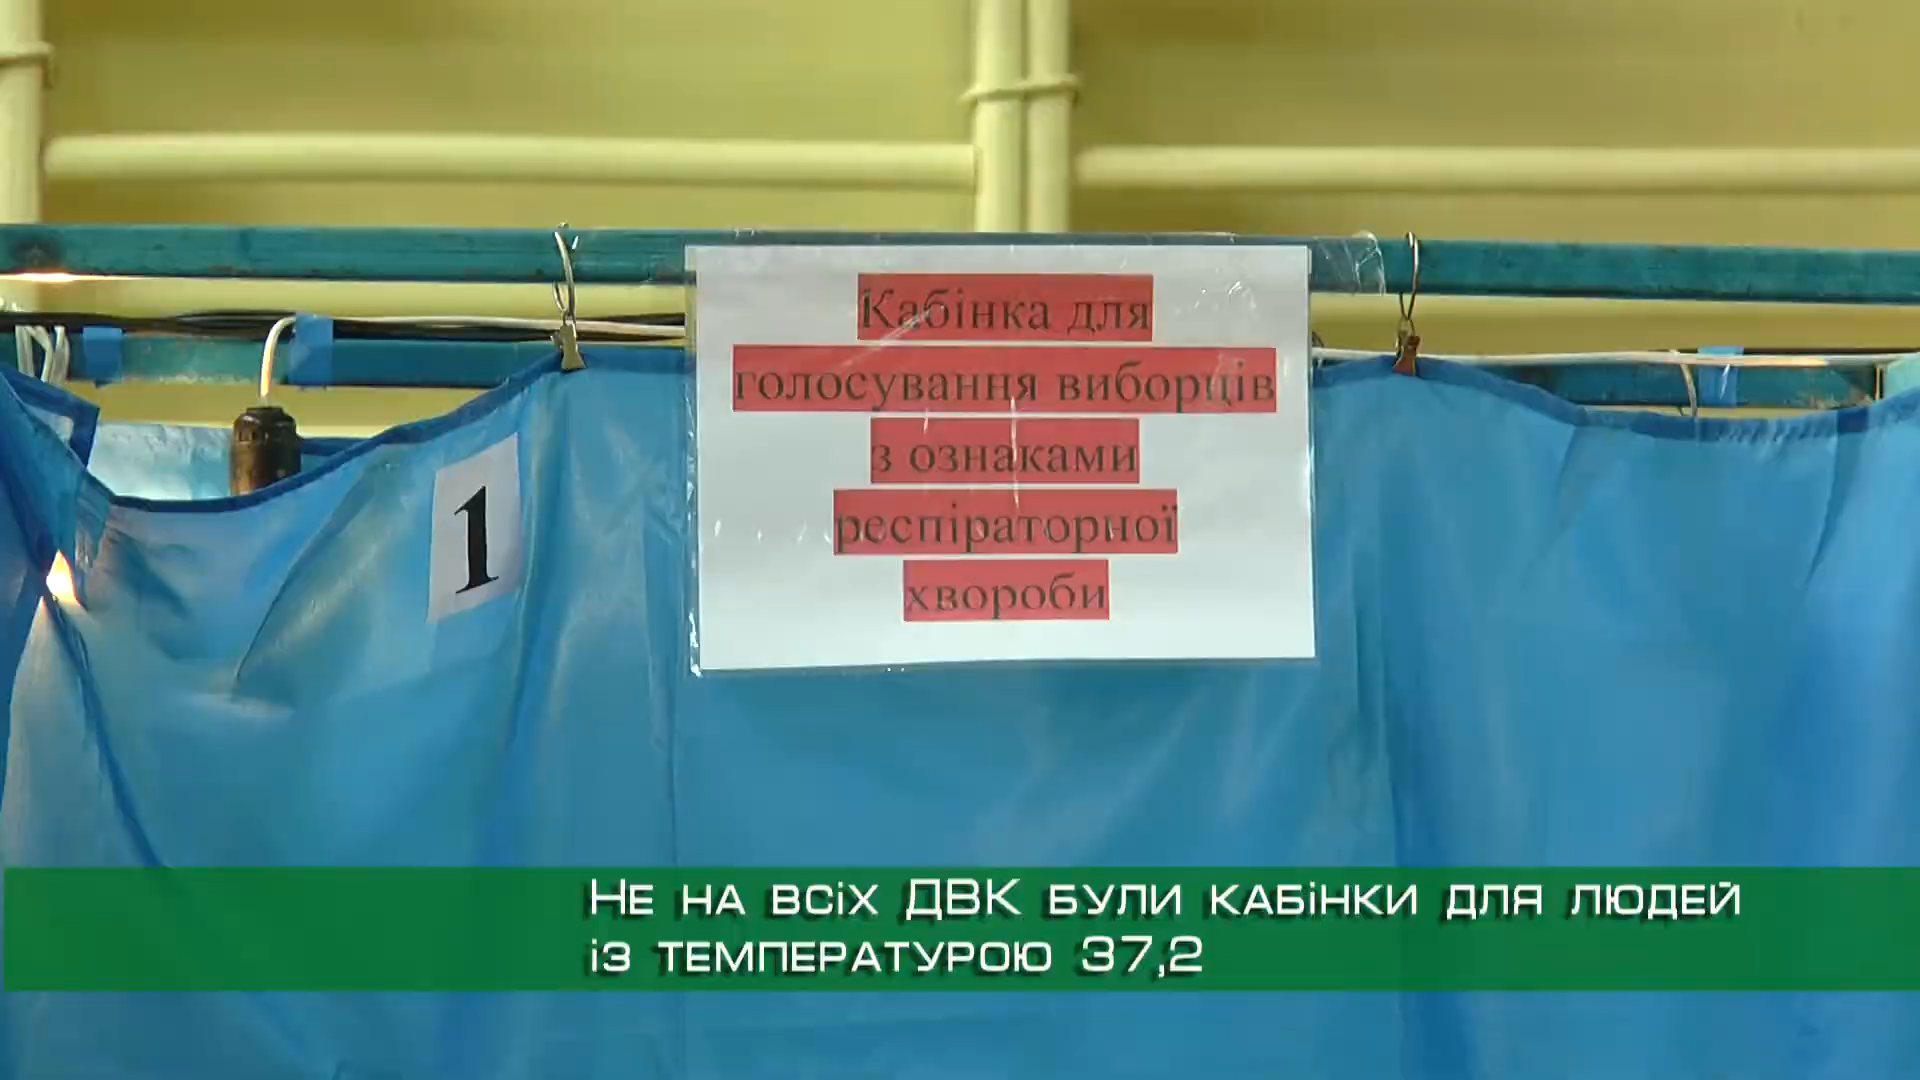 Кабінка для
голосування виборців
з ознаками
респіраторної
хвороби
1
Не на всіх ДВК були кабінки для людей
із температурою 37,2